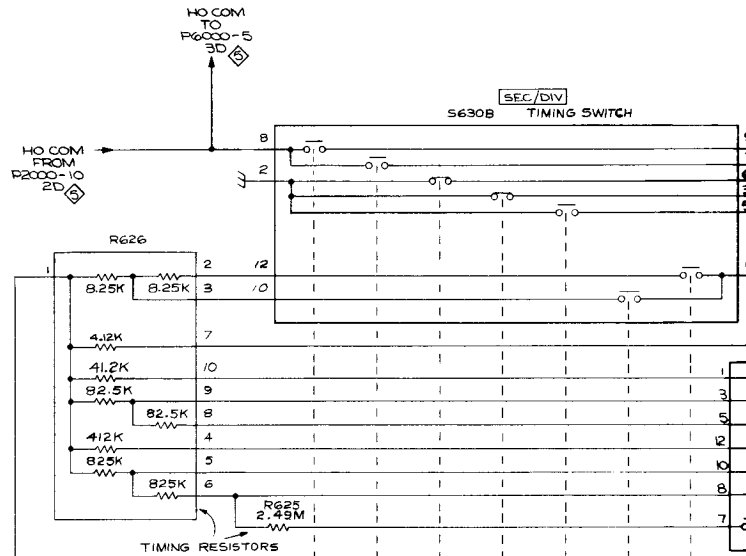 HO COM
TO
P6000-5
3D 5
SEC/DIV
S630B TIMING SWITCH
HO COM
FROM
P2000-10
2D 5
8
2
R626
1
2
12
8.25K
8.25K
3
10
4.12K
7
41.2K
10
1
82.5K
9
3
82.5K
8
5
412K
4
12
825K
5
10
825K
6
8
R625
2.49M
7
TIMING RESISTORS